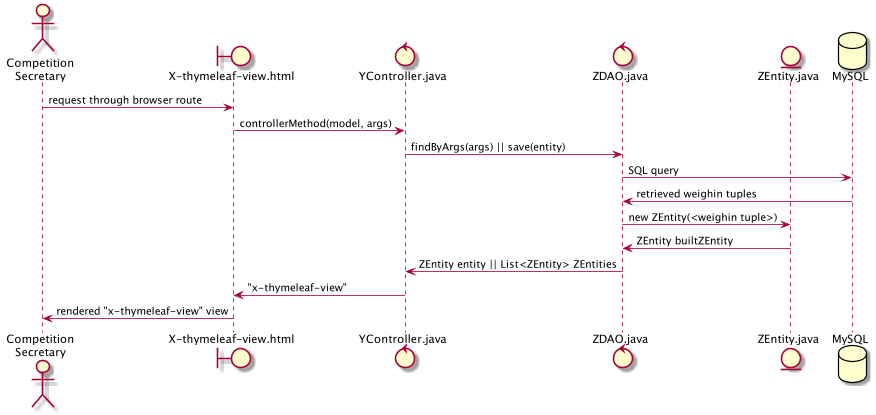 Competition
Secretary
X-thymeleaf-view.html
YController.java
ZDAO.java
ZEntity.java
MySQL
request through browser route
controllerMethod(model, args)
findByArgs(args) || save(entity)
SQL query
retrieved weighin tuples
new ZEntity(<weighin tuple>)
ZEntity builtZEntity
ZEntity entity || List<ZEntity> ZEntities
"x-thymeleaf-view"
rendered "x-thymeleaf-view" view
Competition
Secretary
X-thymeleaf-view.html
YController.java
ZDAO.java
ZEntity.java
MySQL